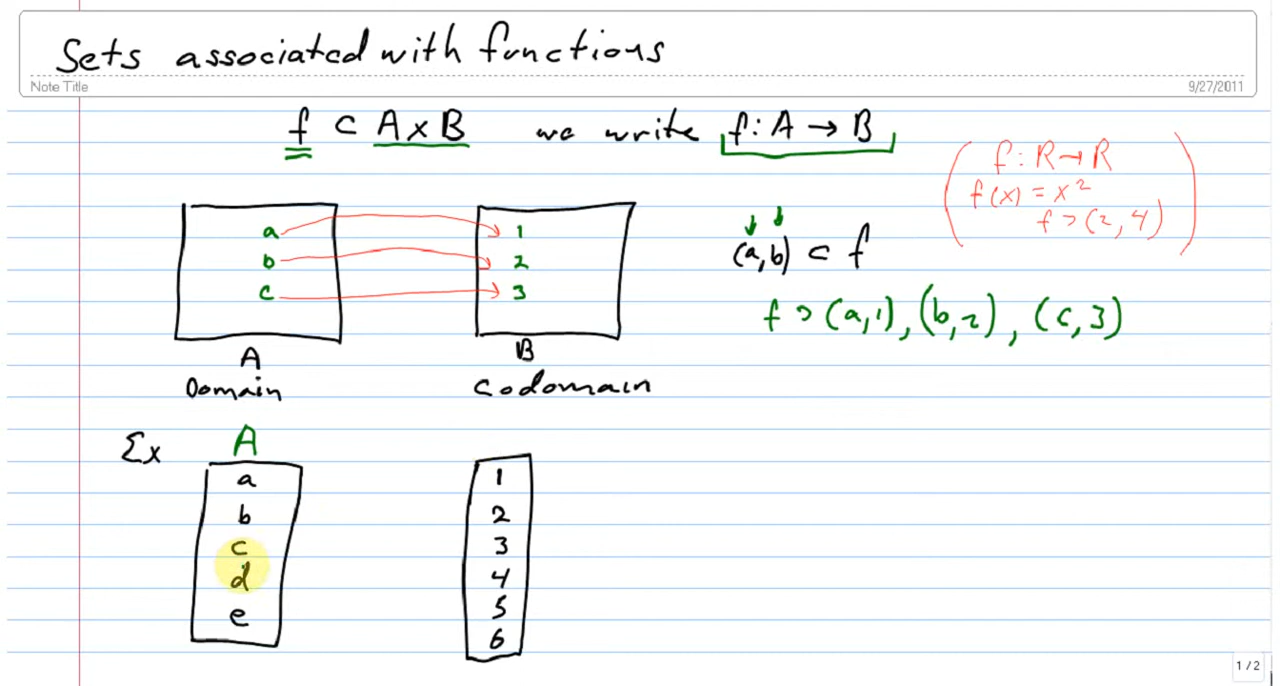 Sets associated with functions
Note Title
9/27/2011
f ⊂ A × B we write f: A → B
( f: R → R
f(x) = x²
f ∋ (2, 4) )
a 1
b 2
c 3
(a,b) ⊂ f
f ∋ (a,1), (b,2), (c,3)
A B
Domain Codomain
Ex A
a 1
b 2
c 3
d 4
e 5
6
1 / 2